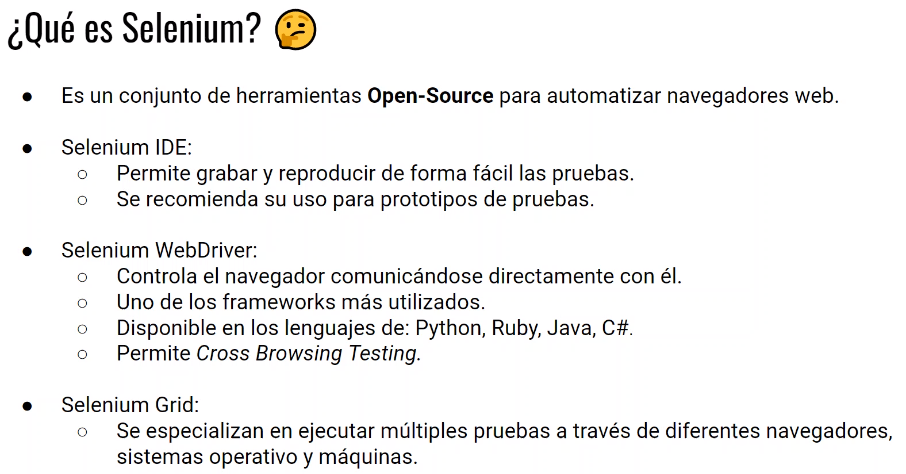 ¿Qué es Selenium? 🤔
● Es un conjunto de herramientas Open-Source para automatizar navegadores web.
● Selenium IDE:
○ Permite grabar y reproducir de forma fácil las pruebas.
○ Se recomienda su uso para prototipos de pruebas.
● Selenium WebDriver:
○ Controla el navegador comunicándose directamente con él.
○ Uno de los frameworks más utilizados.
○ Disponible en los lenguajes de: Python, Ruby, Java, C#.
○ Permite Cross Browsing Testing.
● Selenium Grid:
○ Se especializan en ejecutar múltiples pruebas a través de diferentes navegadores,
sistemas operativo y máquinas.